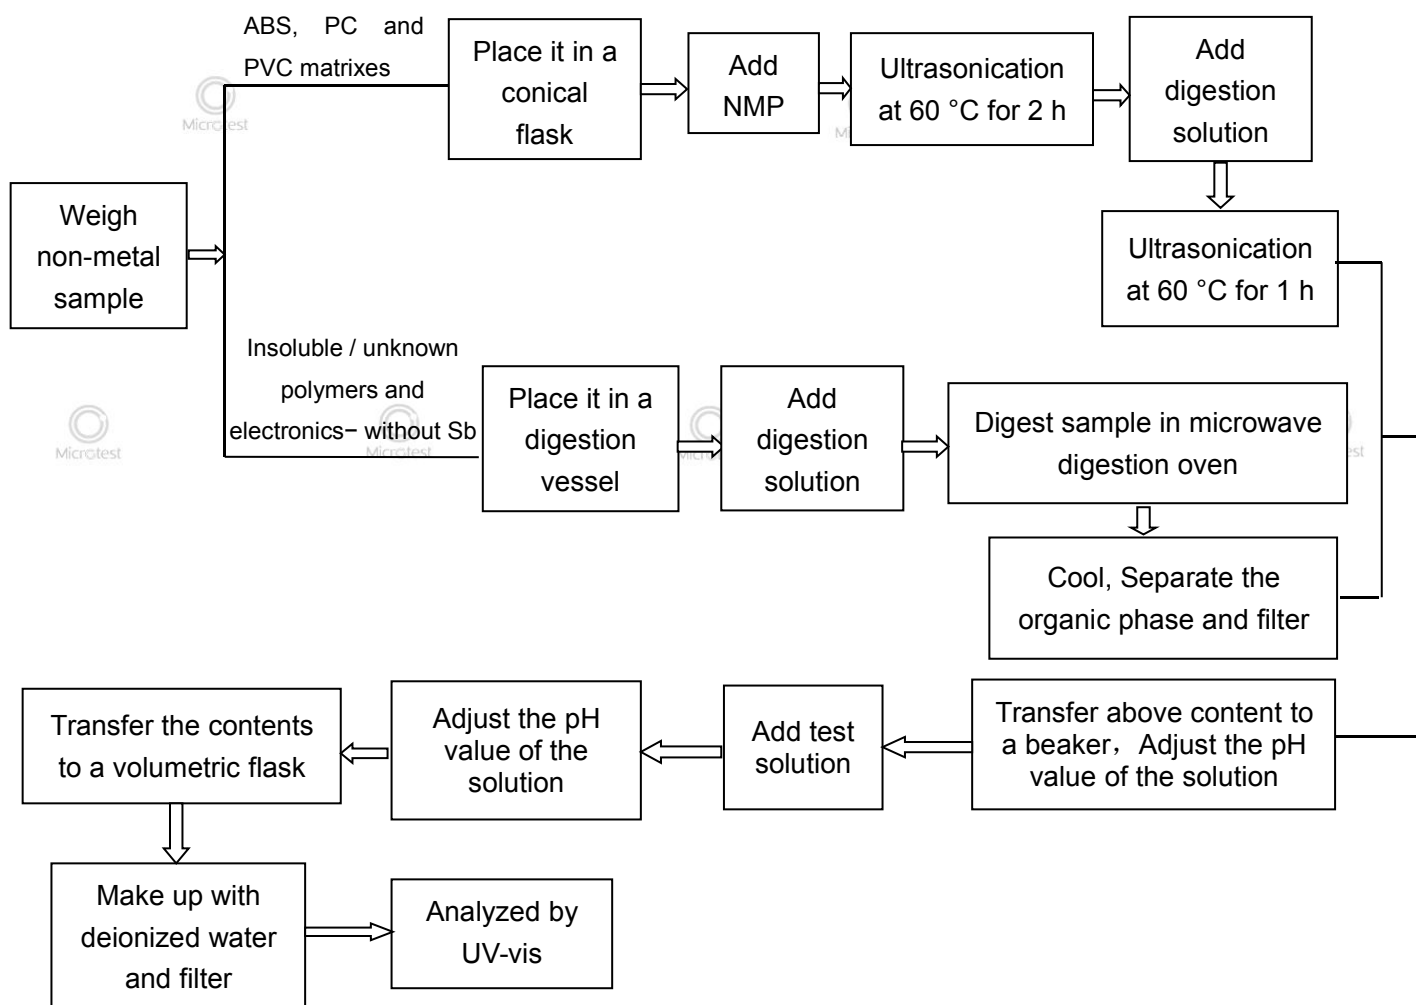 ABS, PC and
PVC matrixes
Place it in a
conical
flask
Add
NMP
Ultrasonication
at 60 °C for 2 h
Add
digestion
solution
Microtest
Weigh
non-metal
sample
Ultrasonication
at 60 °C for 1 h
Insoluble / unknown
polymers and
electronics− without Sb
Place it in a
digestion
vessel
Add
digestion
solution
Digest sample in microwave
digestion oven
Microtest
Microtest
Cool, Separate the
organic phase and filter
Transfer above content to
a beaker，Adjust the pH
value of the solution
Add test
solution
Adjust the pH
value of the
solution
Transfer the contents
to a volumetric flask
Make up with
deionized water
and filter
Analyzed by
UV-vis